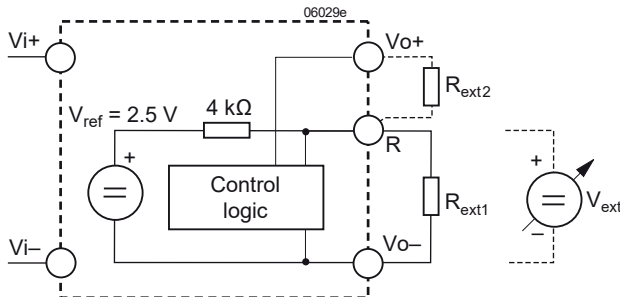 06029e
Vi+
Vo+
Rext2
Vref = 2.5 V
4 kΩ
R
+
+
Control
logic
Rext1
Vext
–
Vi–
Vo–